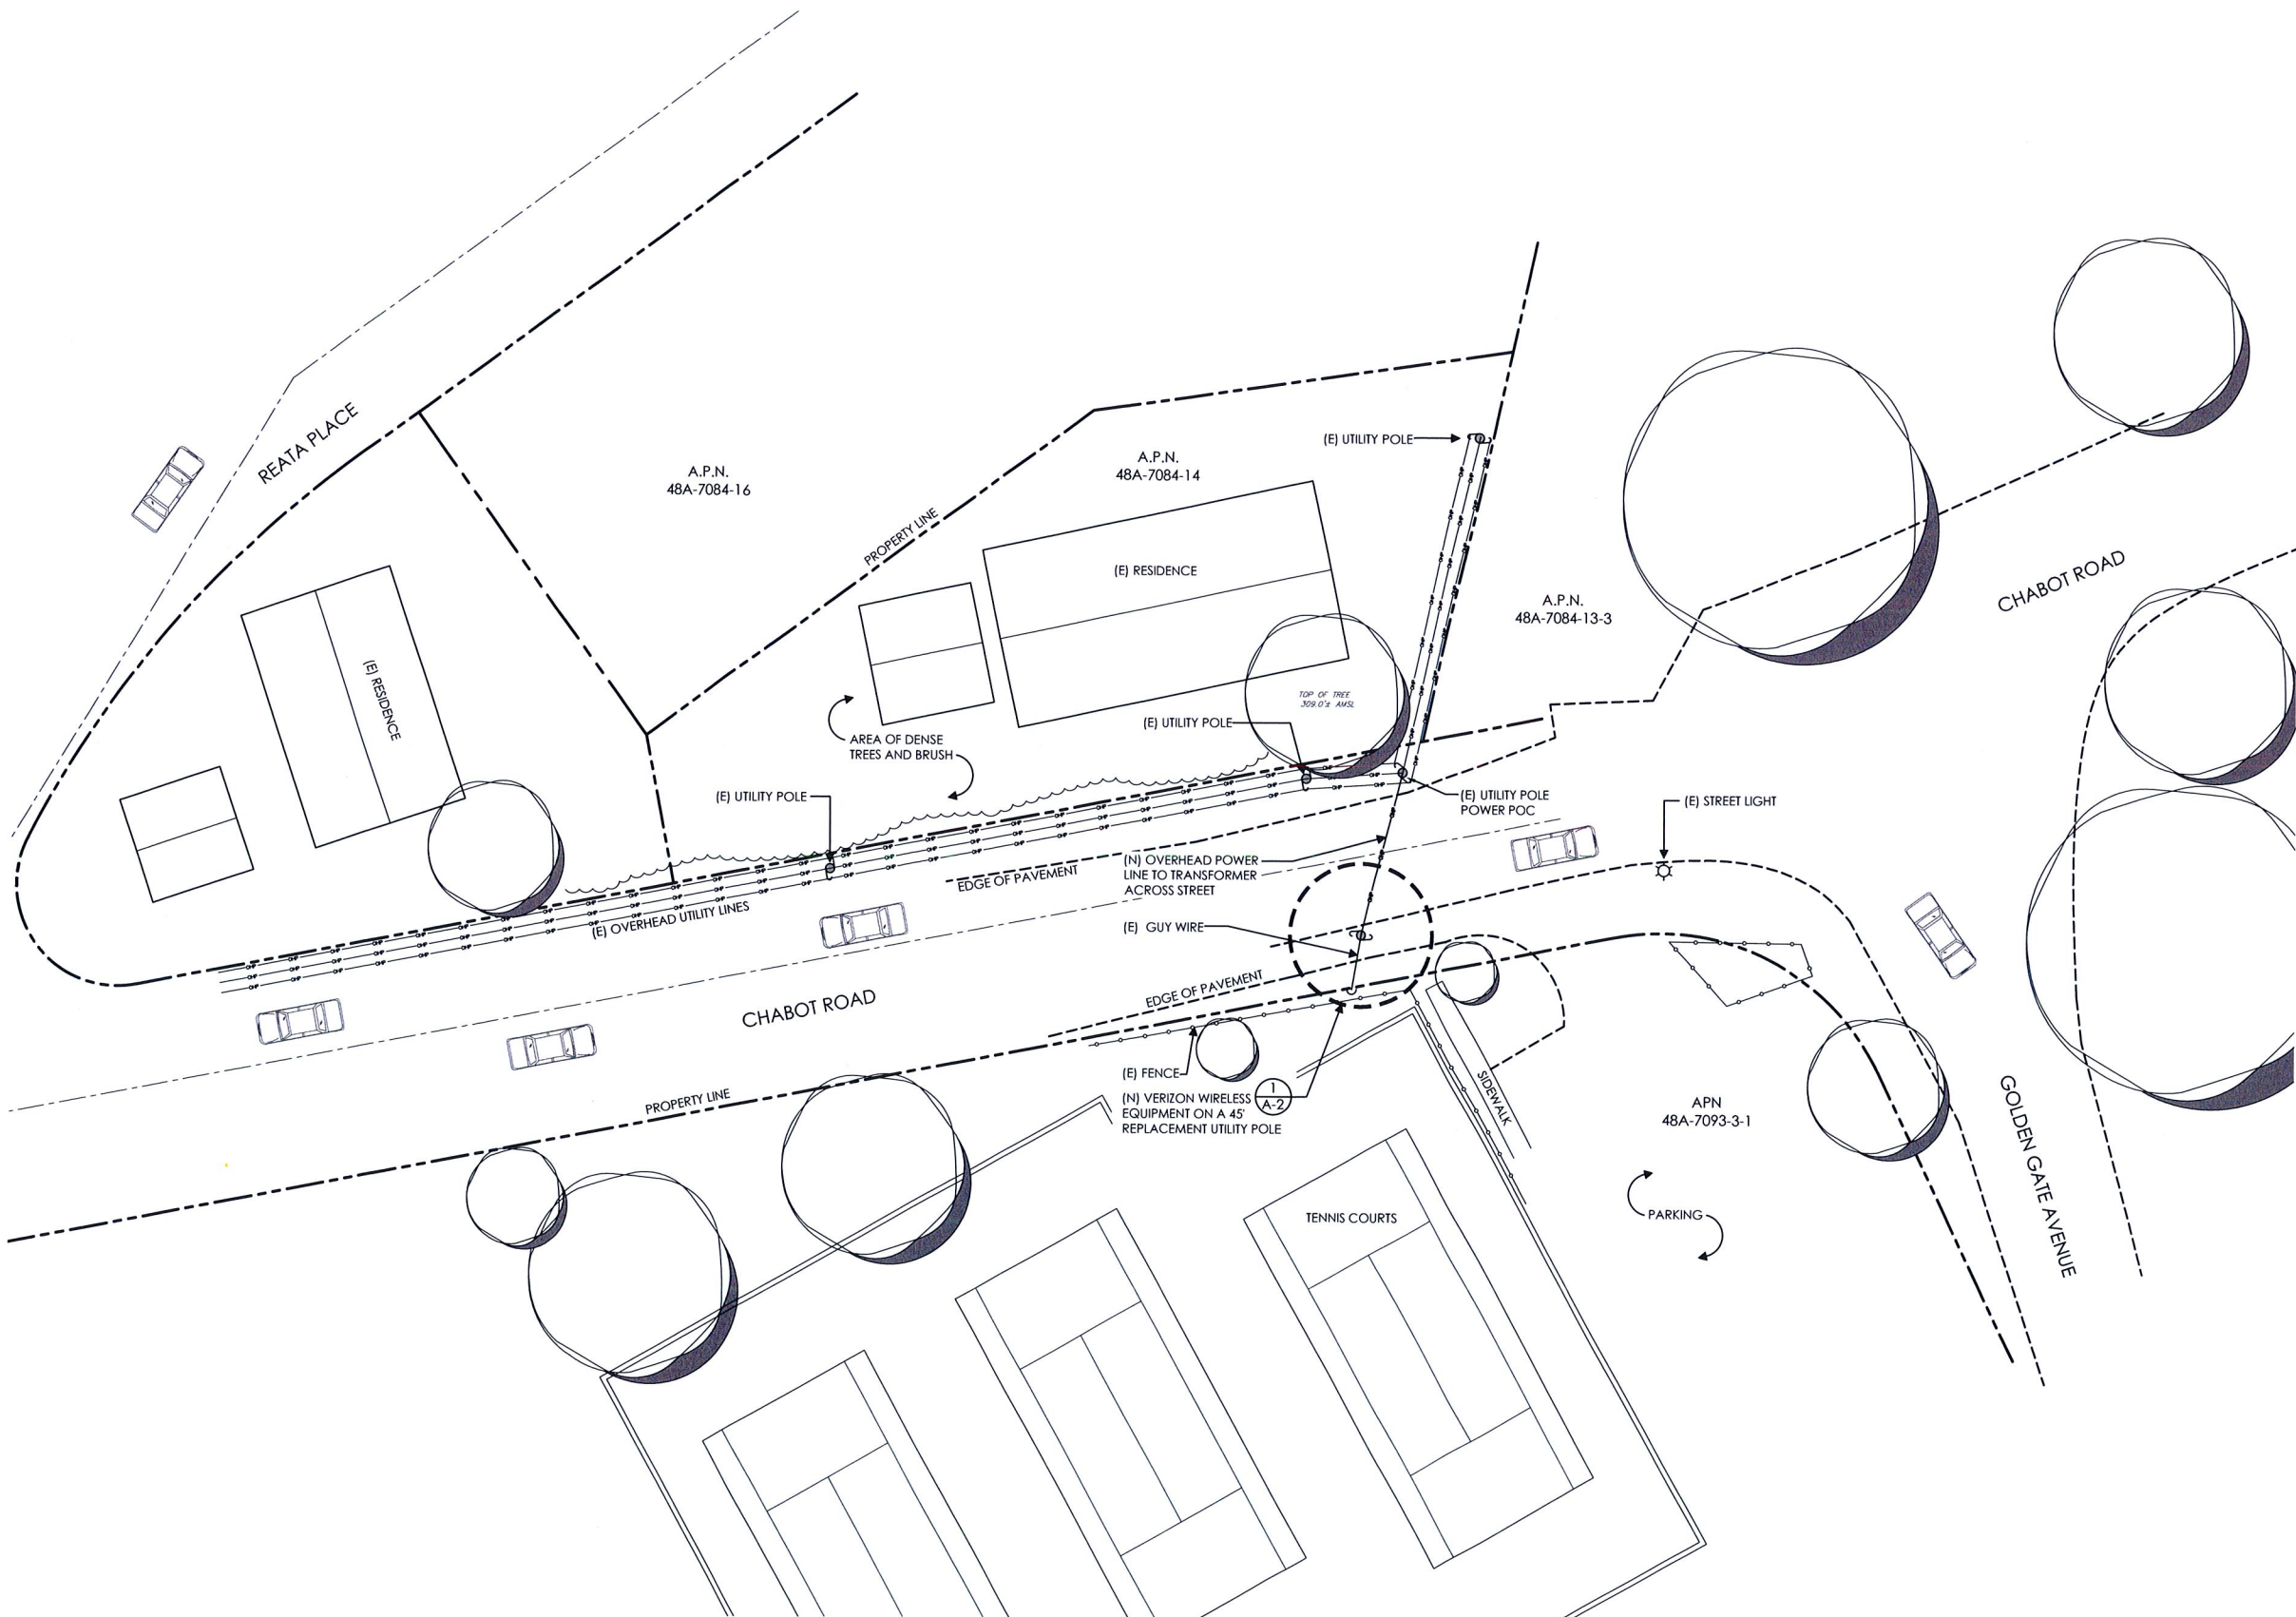 REATA PLACE
A.P.N.
48A-7084-16
A.P.N.
48A-7084-14
(E) UTILITY POLE
PROPERTY LINE
(E) RESIDENCE
CHABOT ROAD
A.P.N.
48A-7084-13-3
(E) RESIDENCE
TOP OF TREE
309.0'± AMSL
(E) UTILITY POLE
AREA OF DENSE
TREES AND BRUSH
(E) UTILITY POLE
(E) UTILITY POLE
POWER POC
(E) STREET LIGHT
(N) OVERHEAD POWER
LINE TO TRANSFORMER
ACROSS STREET
EDGE OF PAVEMENT
(E) OVERHEAD UTILITY LINES
(E) GUY WIRE
EDGE OF PAVEMENT
CHABOT ROAD
(E) FENCE
(N) VERIZON WIRELESS
EQUIPMENT ON A 45'
REPLACEMENT UTILITY POLE
1
A-2
SIDEWALK
PROPERTY LINE
APN
48A-7093-3-1
GOLDEN GATE AVENUE
PARKING
TENNIS COURTS